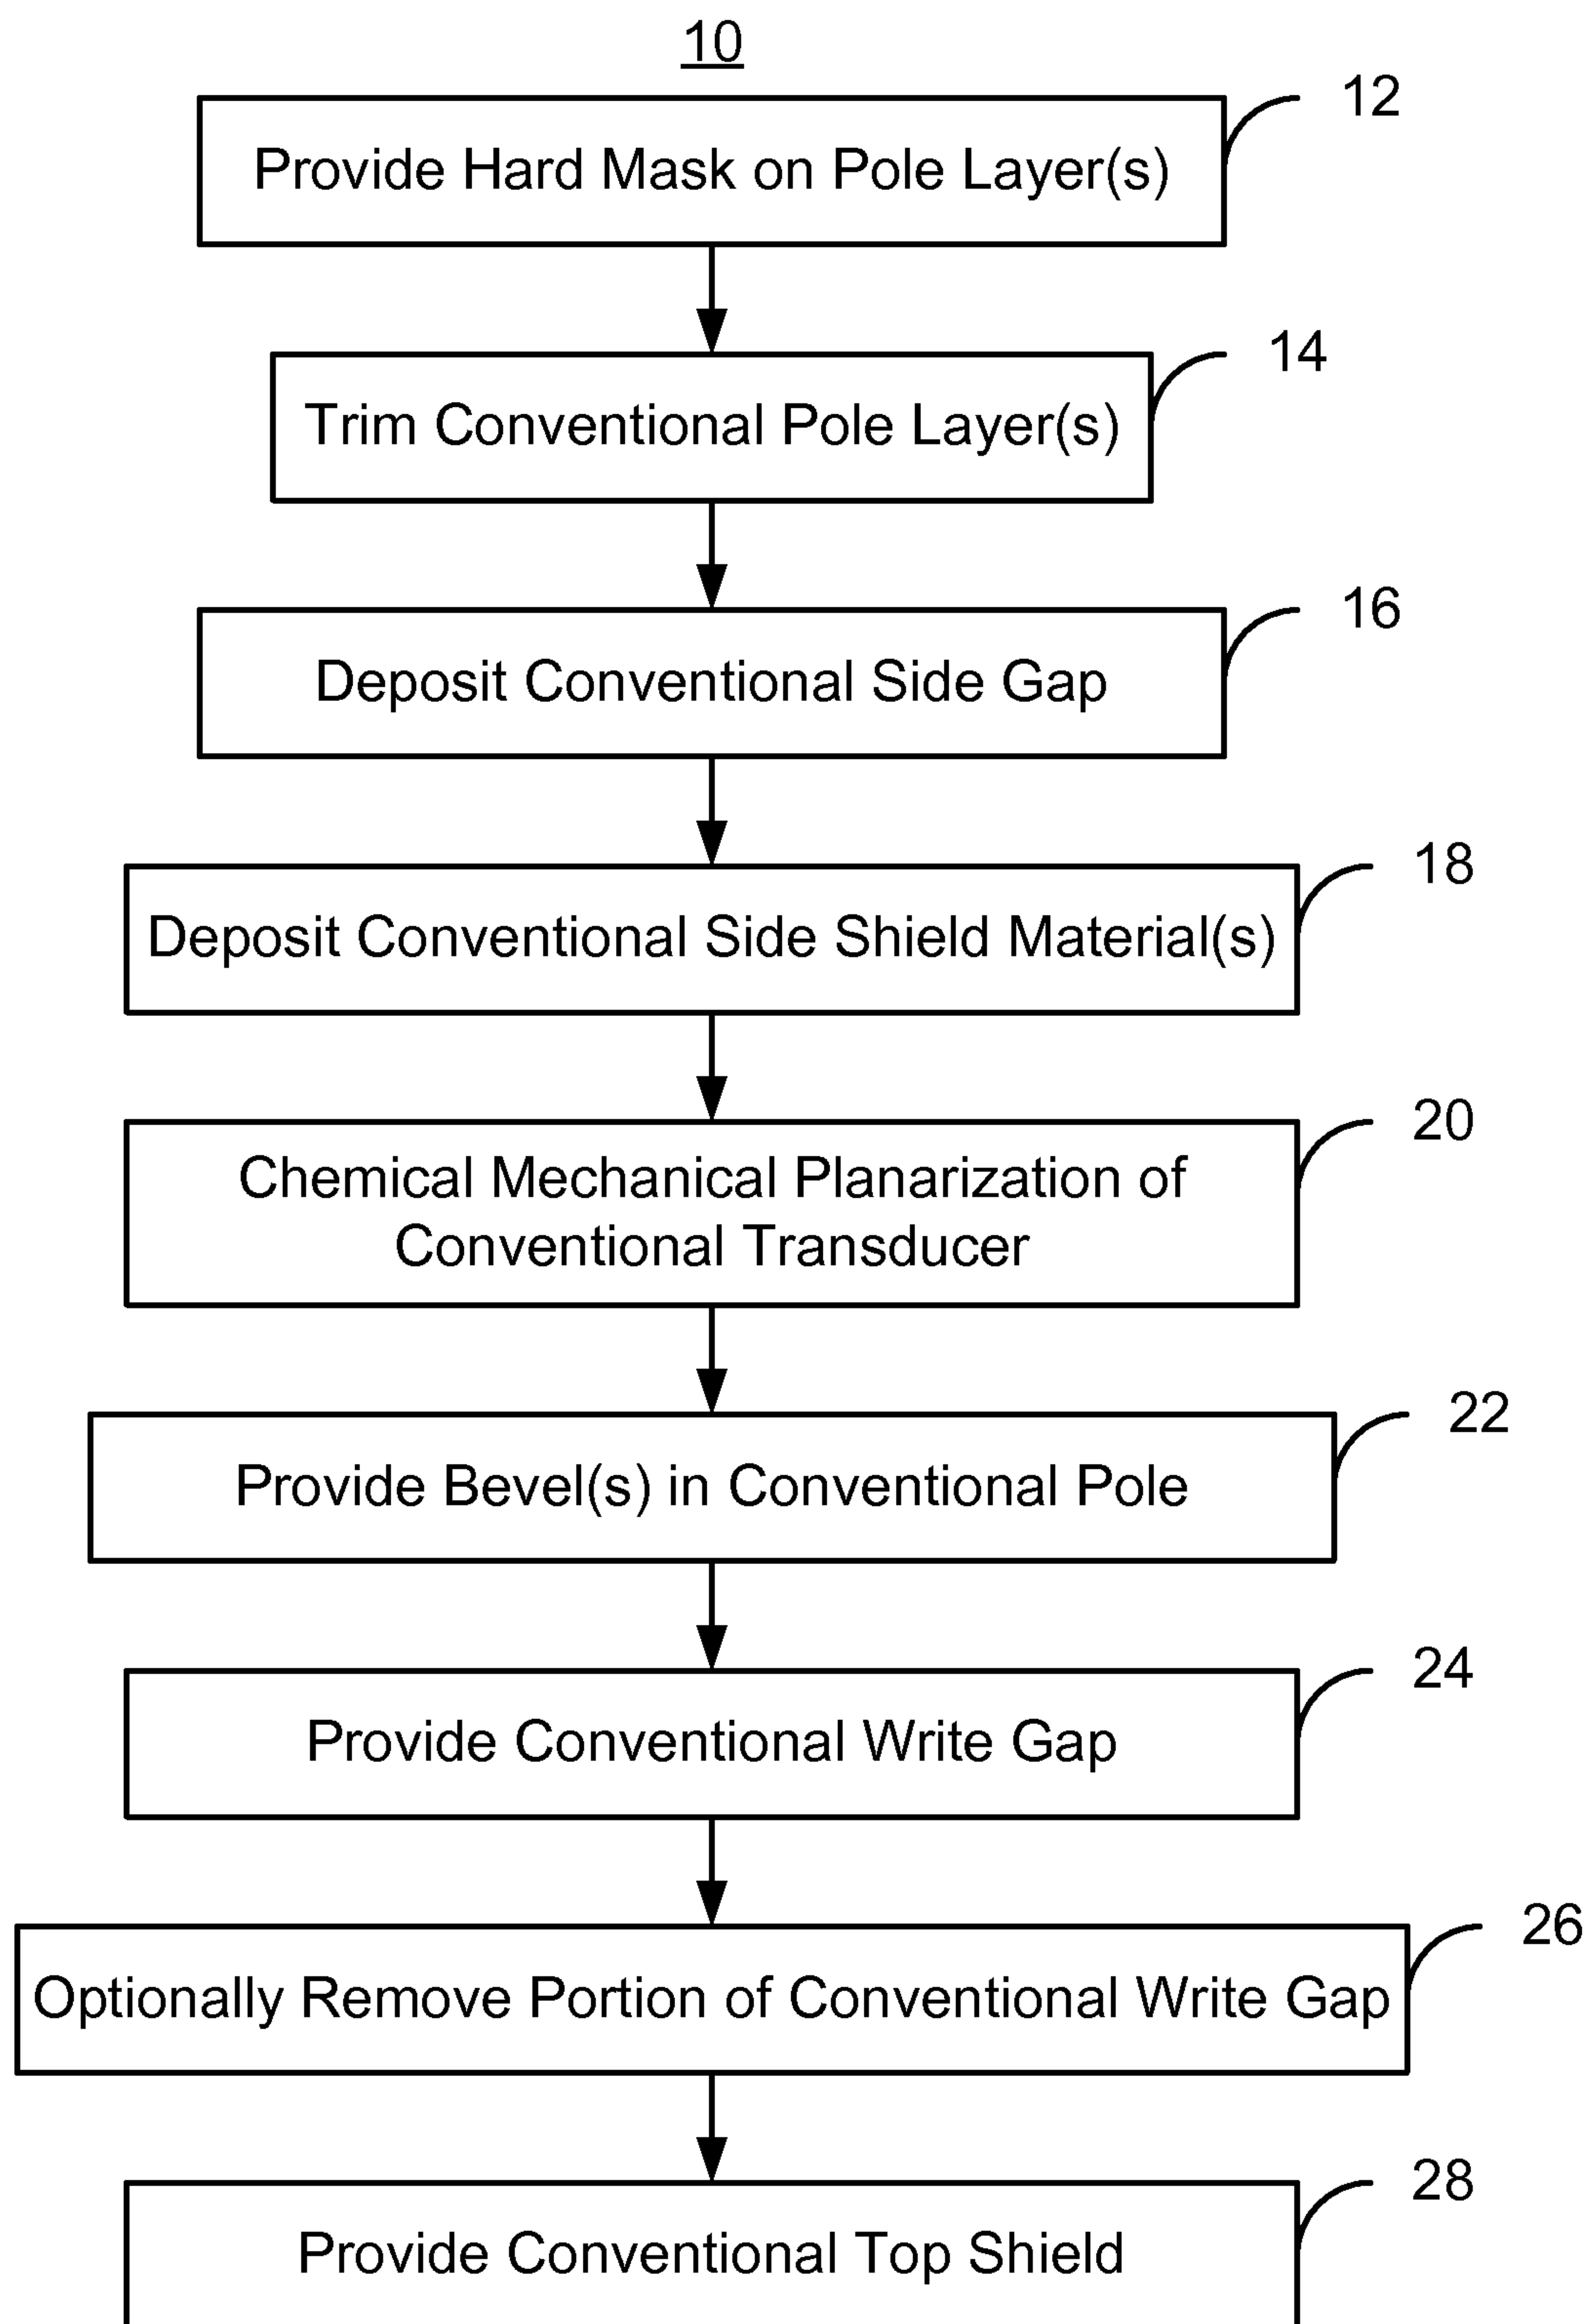 10
12
Provide Hard Mask on Pole Layer(s)
14
Trim Conventional Pole Layer(s)
16
Deposit Conventional Side Gap
18
Deposit Conventional Side Shield Material(s)
20
Chemical Mechanical Planarization of
Conventional Transducer
22
Provide Bevel(s) in Conventional Pole
24
Provide Conventional Write Gap
26
Optionally Remove Portion of Conventional Write Gap
28
Provide Conventional Top Shield